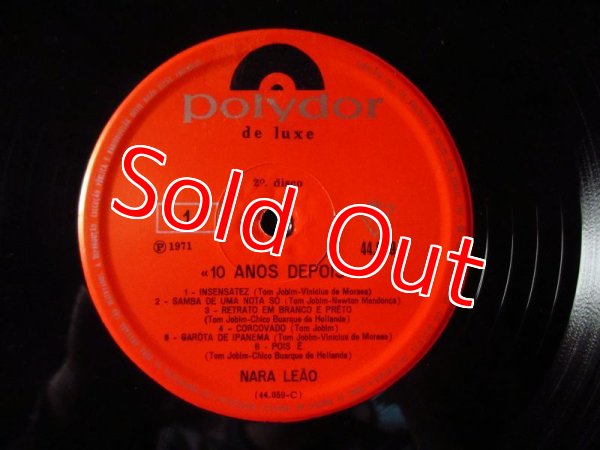 polydor
de luxe
2º. disco
1
Ⓟ 1971
«10 ANOS DEPOIS
1 - INSENSATEZ (Tom Jobim-Vinicius de Moraes)
2 - SAMBA DE UMA NOTA SÓ (Tom Jobim-Newton Mendonça)
3 - RETRATO EM BRANCO E PRETO
(Tom Jobim-Chico Buarque de Hollanda)
4 - CORCOVADO (Tom Jobim)
5 - GAROTA DE IPANEMA (Tom Jobim-Vinicius de Moraes)
6 - POIS É
(Tom Jobim-Chico Buarque de Hollanda)
NARA LEÃO
(44.059-C)
Sold Out